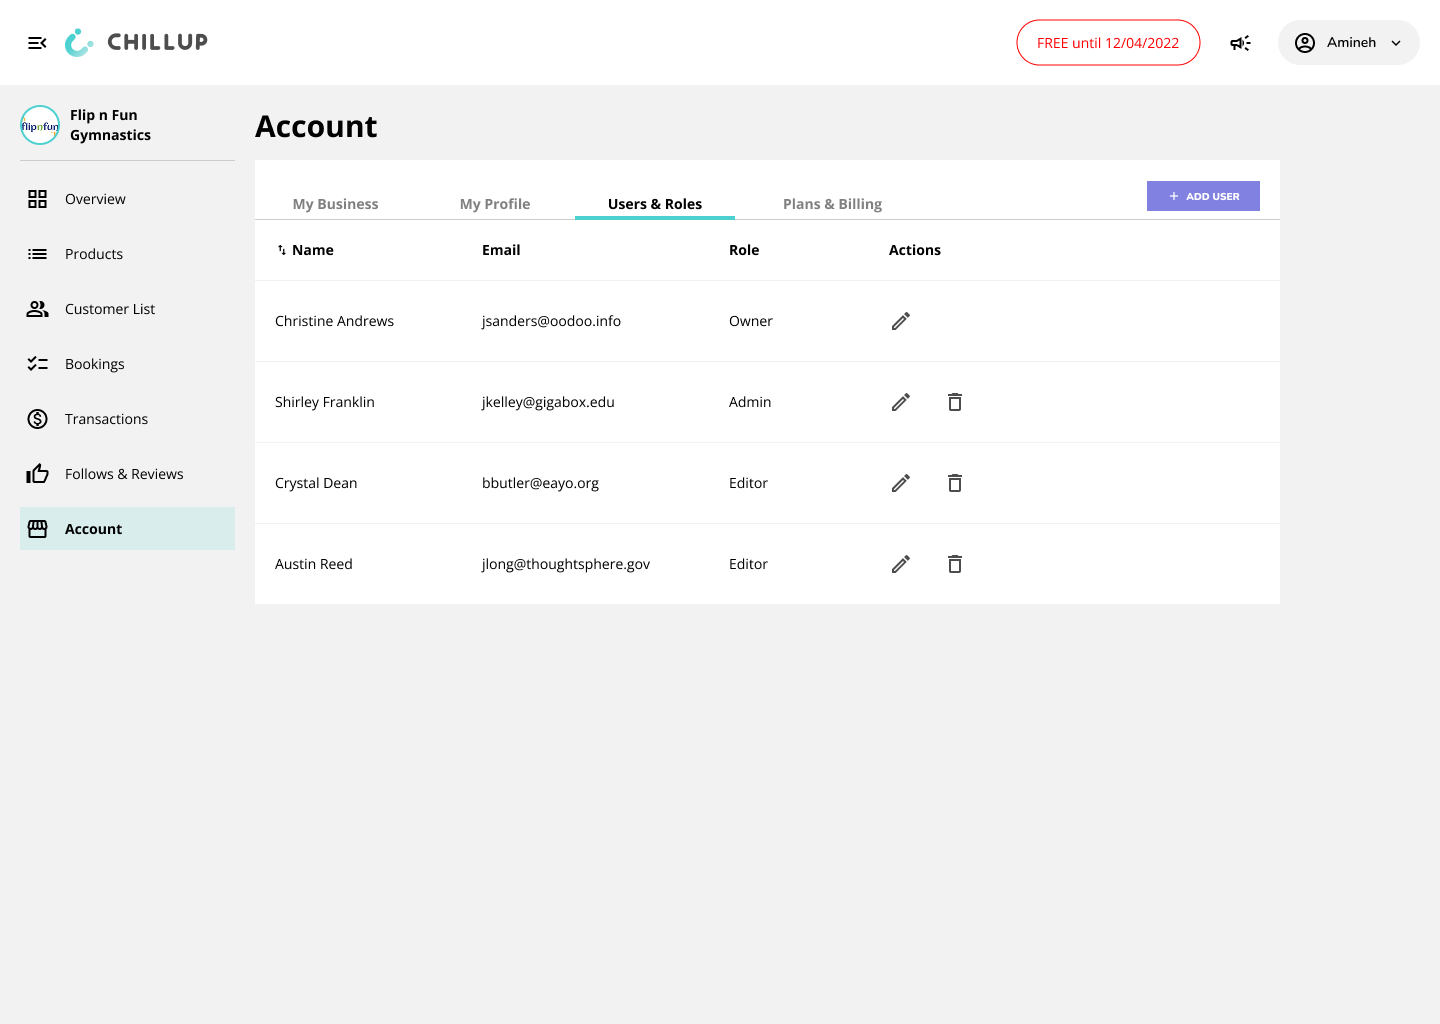 CHILLUP
FREE until 12/04/2022
Amineh
flipnfun
Flip n Fun
Gymnastics
Overview
Products
Customer List
Bookings
Transactions
Follows & Reviews
Account
Account
My Business
My Profile
Users & Roles
Plans & Billing
+ ADD USER
Name
Email
Role
Actions
Christine Andrews
jsanders@oodoo.info
Owner
Shirley Franklin
jkelley@gigabox.edu
Admin
Crystal Dean
bbutler@eayo.org
Editor
Austin Reed
jlong@thoughtsphere.gov
Editor